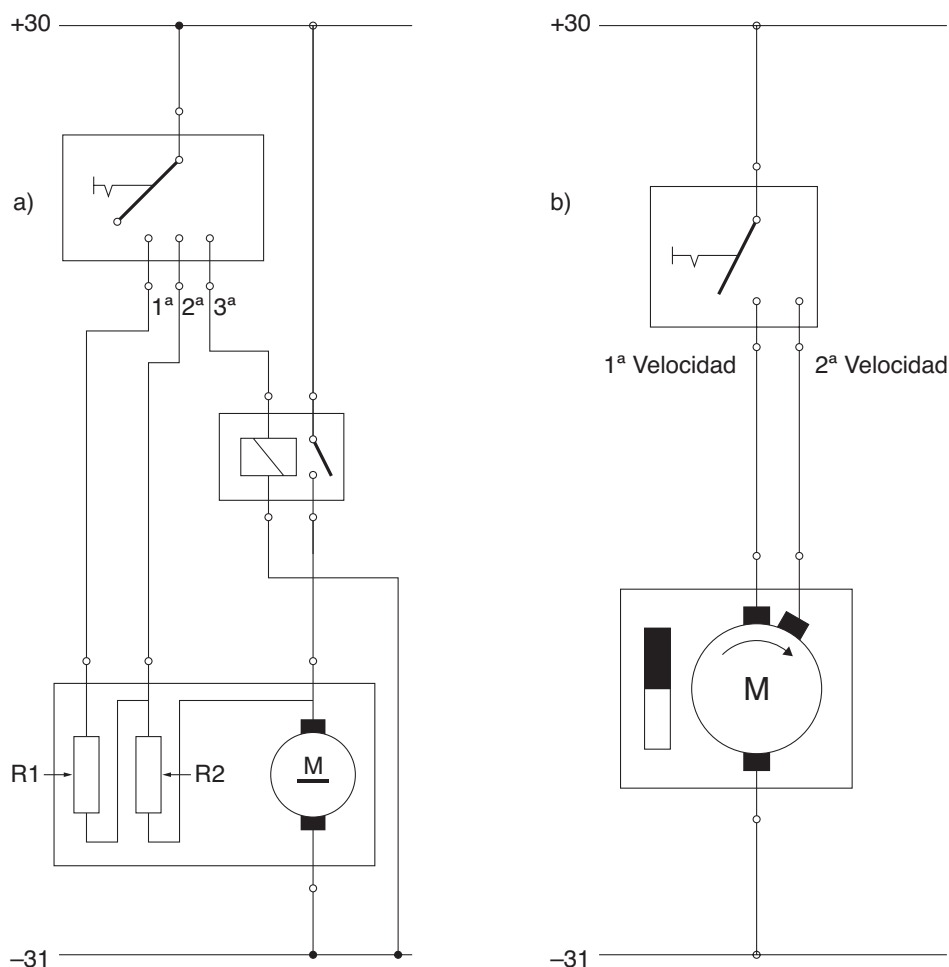 +30
a)
1ª 2ª 3ª
R1
R2
M
–31
+30
b)
1ª Velocidad
2ª Velocidad
M
–31